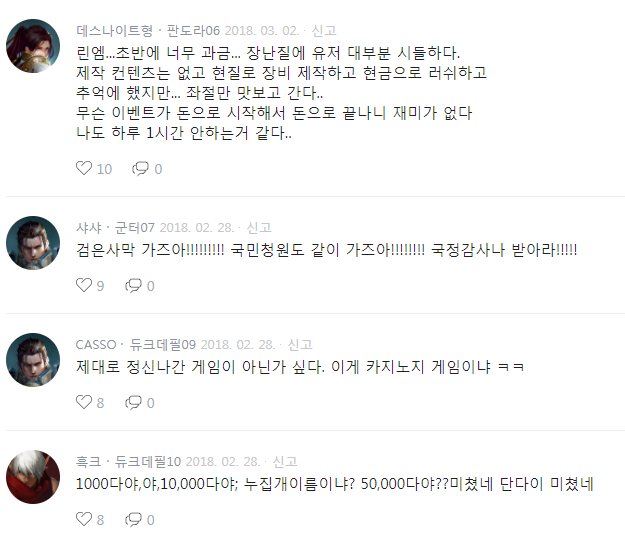 데스나이트형 · 판도라06 2018. 03. 02. · 신고
린엠...초반에 너무 과금... 장난질에 유저 대부분 시들하다.
제작 컨텐츠는 없고 현질로 장비 제작하고 현금으로 러쉬하고
추억에 했지만... 좌절만 맛보고 간다..
무슨 이벤트가 돈으로 시작해서 돈으로 끝나니 재미가 없다
나도 하루 1시간 안하는거 같다..
10 0
샤샤 · 군터07 2018. 02. 28. · 신고
검은사막 가즈아!!!!!!!!! 국민청원도 같이 가즈아!!!!!!!! 국정감사나 받아라!!!!!
9 0
CASSO · 듀크데필09 2018. 02. 28. · 신고
제대로 정신나간 게임이 아닌가 싶다. 이게 카지노지 게임이냐 ㅋㅋ
8 0
흑크 · 듀크데필10 2018. 02. 28. · 신고
1000다야,야,10,000다야; 누집개이름이냐? 50,000다야??미쳤네 단다이 미쳤네
8 0